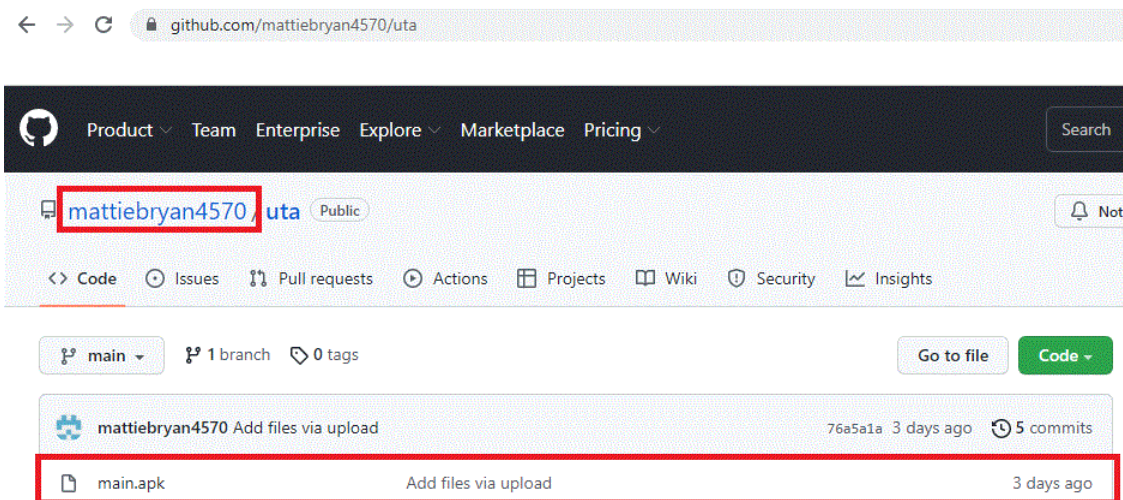 github.com/mattiebryan4570/uta
Product Team Enterprise Explore Marketplace Pricing Search
mattiebryan4570 / uta Public
Code Issues Pull requests Actions Projects Wiki Security Insights
main 1 branch 0 tags Go to file Code
mattiebryan4570 Add files via upload 76a5a1a 3 days ago 5 commits
main.apk Add files via upload 3 days ago